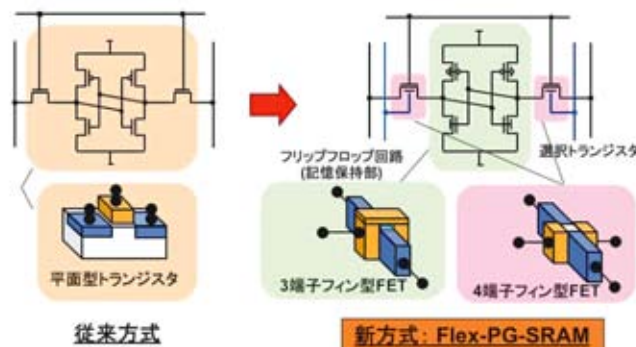 フリップフロップ回路
(記憶保持部)
選択トランジスタ
平面型トランジスタ
3端子フィン型FET
4端子フィン型FET
従来方式
新方式: Flex-PG-SRAM